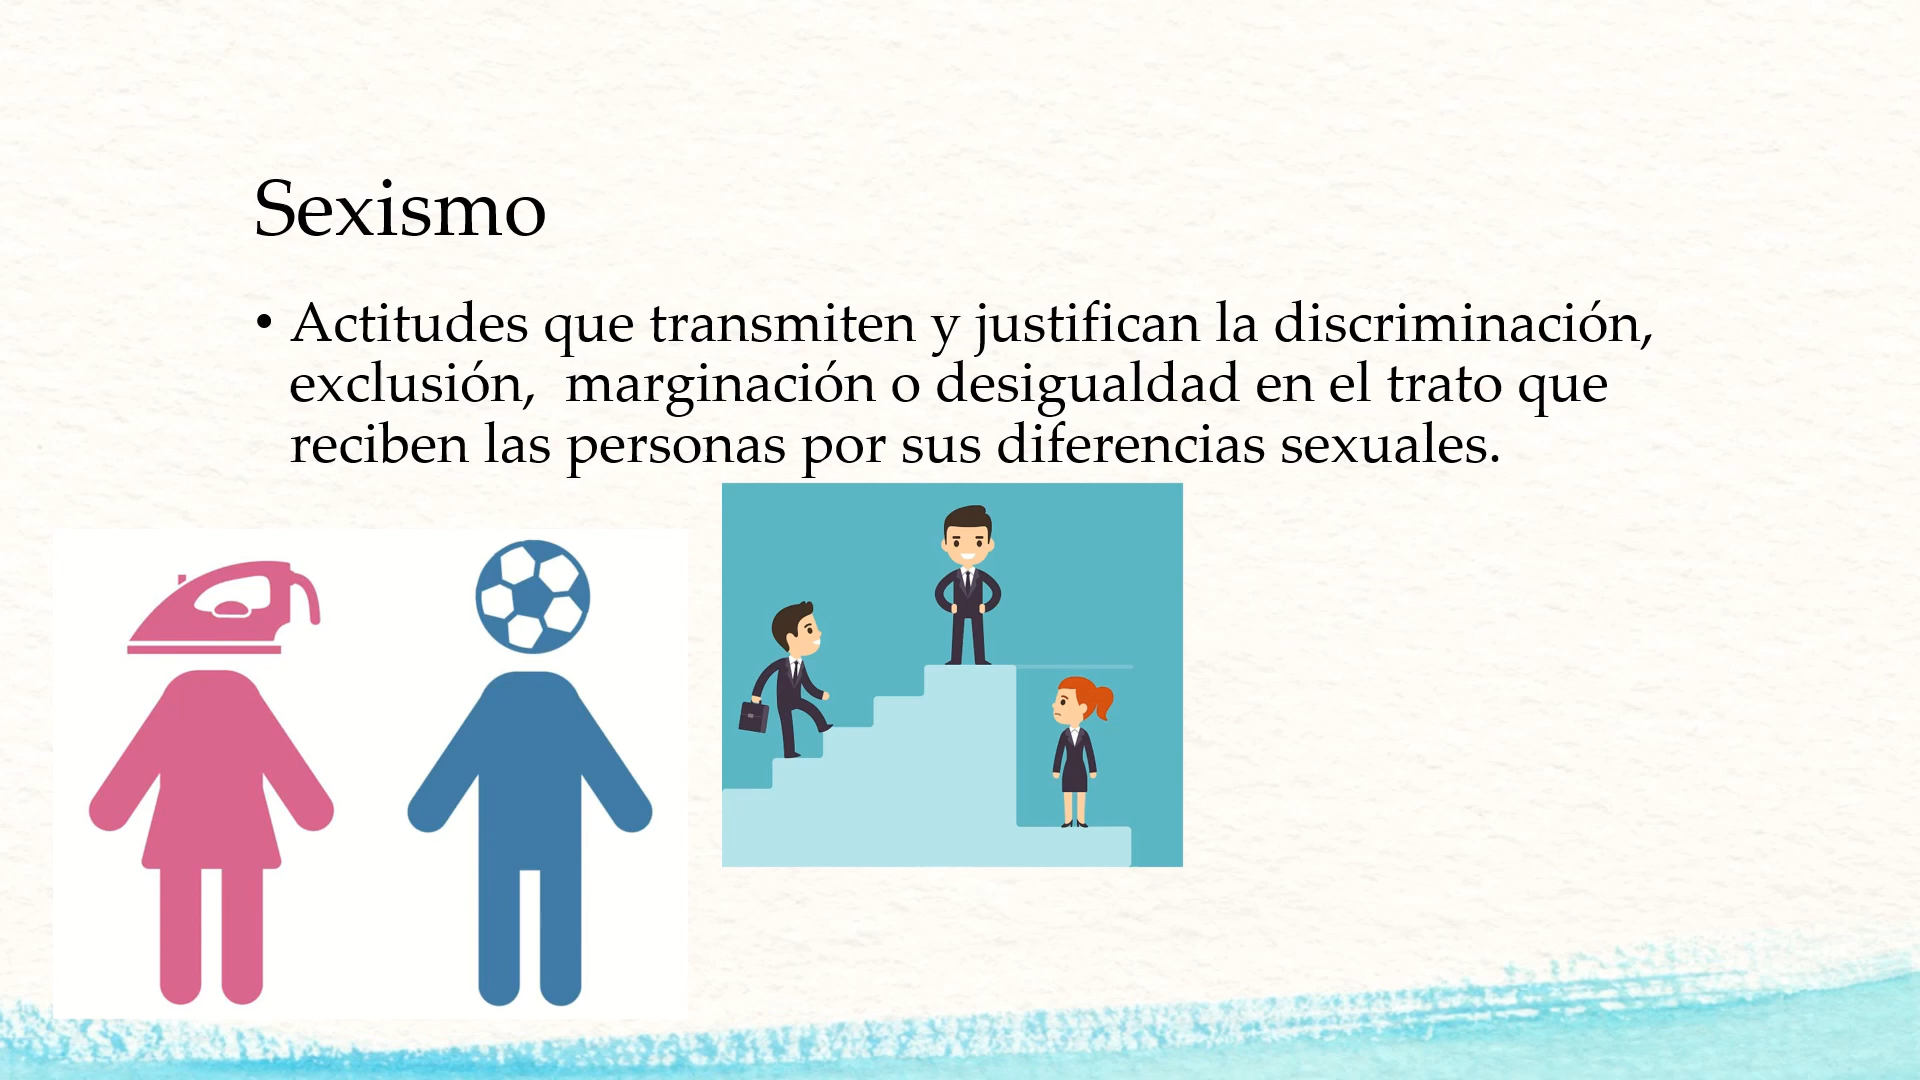 Sexismo
• Actitudes que transmiten y justifican la discriminación,
exclusión,  marginación o desigualdad en el trato que
reciben las personas por sus diferencias sexuales.